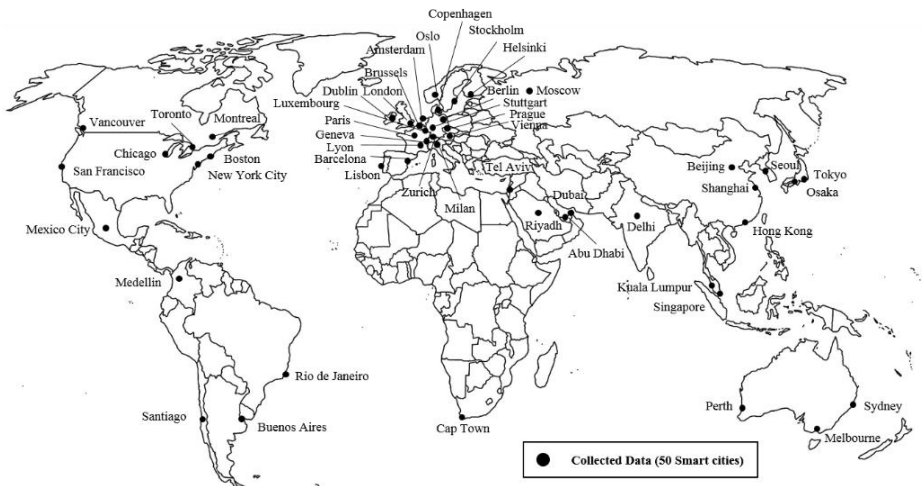 Copenhagen
Stockholm
Oslo
Helsinki
Amsterdam
Brussels
Dublin London
Berlin
Moscow
Luxembourg
Stuttgart
Paris
Prague
Vienna
Geneva
Lyon
Barcelona
Lisbon
Zurich
Milan
Tel Aviv
Toronto
Montreal
Vancouver
Chicago
Boston
San Francisco
New York City
Mexico City
Medellin
Rio de Janeiro
Santiago
Buenos Aires
Cap Town
Dubai
Riyadh
Abu Dhabi
Delhi
Beijing
Seoul
Tokyo
Shanghai
Osaka
Hong Kong
Kuala Lumpur
Singapore
Perth
Sydney
Melbourne
Collected Data (50 Smart cities)